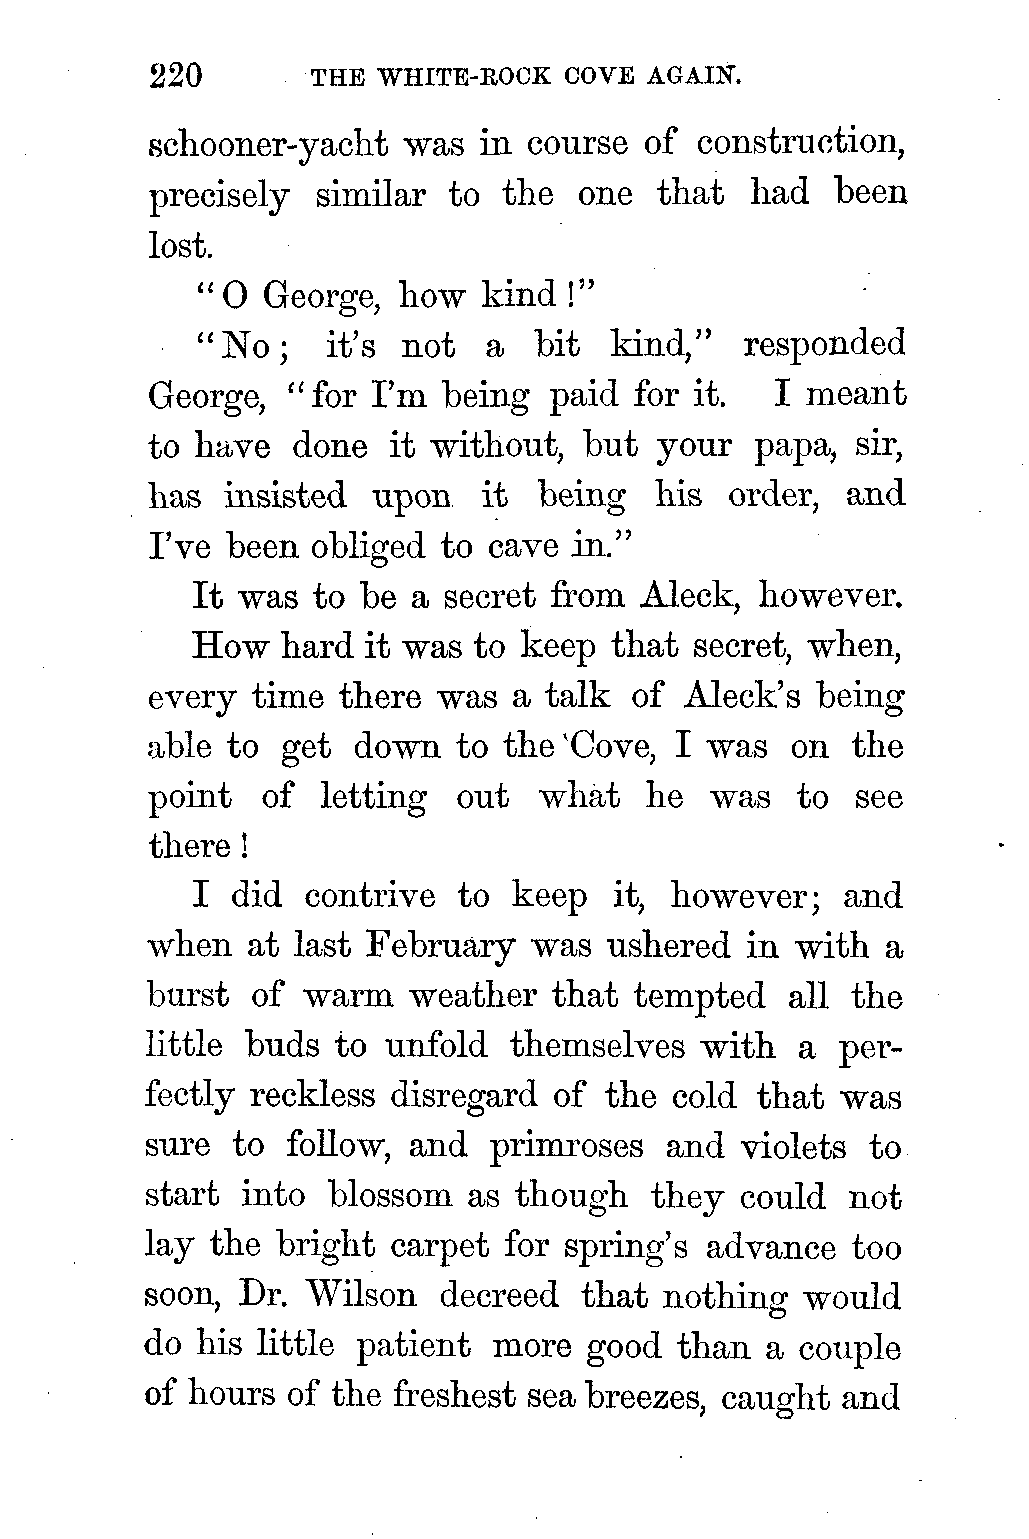 220 THE WHITE-ROCK COVE AGAIN.
schooner-yacht was in course of construction,
precisely similar to the one that had been
lost.
"O George, how kind!"
"No; it's not a bit kind," responded
George, "for I'm being paid for it. I meant
to have done it without, but your papa, sir,
has insisted upon it being his order, and
I've been obliged to cave in."
It was to be a secret from Aleck, however.
How hard it was to keep that secret, when,
every time there was a talk of Aleck's being
able to get down to the Cove, I was on the
point of letting out what he was to see
there!
I did contrive to keep it, however; and
when at last February was ushered in with a
burst of warm weather that tempted all the
little buds to unfold themselves with a per-
fectly reckless disregard of the cold that was
sure to follow, and primroses and violets to
start into blossom as though they could not
lay the bright carpet for spring's advance too
soon, Dr. Wilson decreed that nothing would
do his little patient more good than a couple
of hours of the freshest sea breezes, caught and